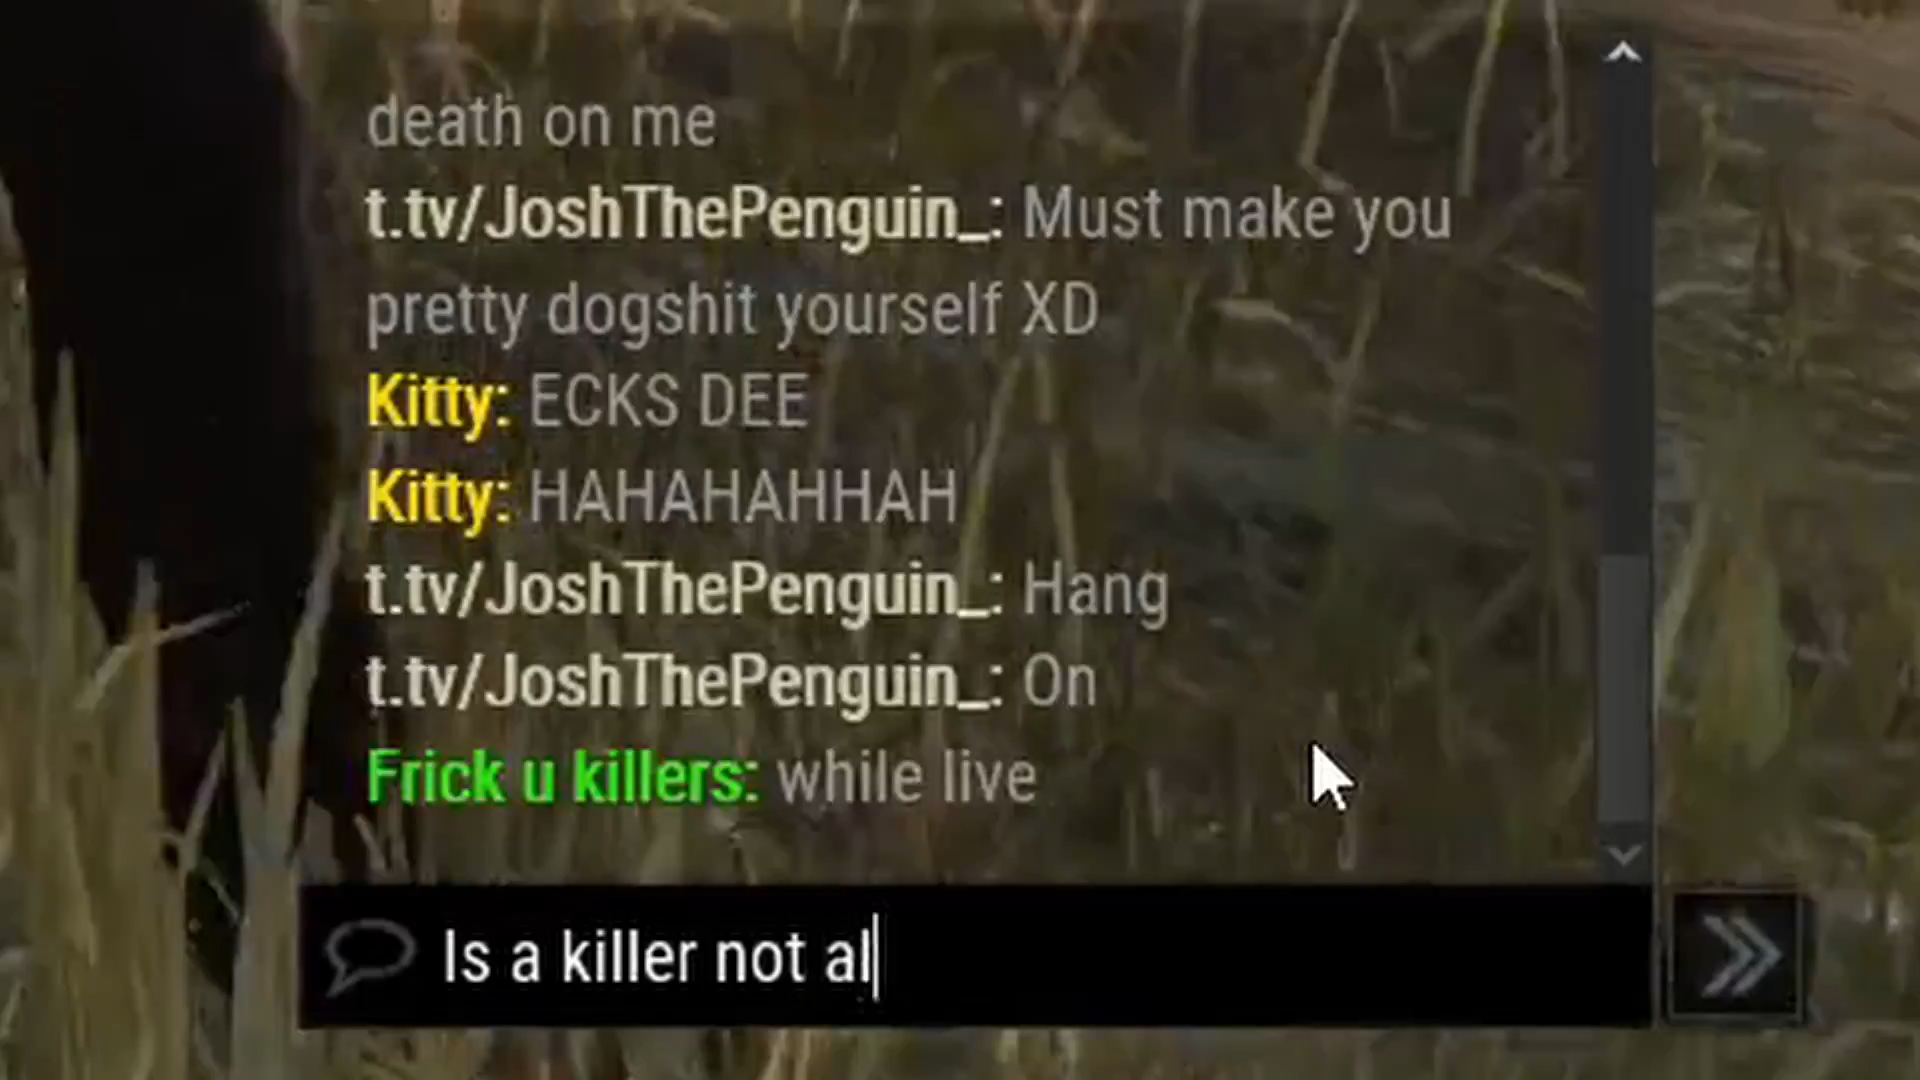 death on me
t.tv/JoshThePenguin_: Must make you
pretty dogshit yourself XD
Kitty: ECKS DEE
Kitty: HAHAHAHHAH
t.tv/JoshThePenguin_: Hang
t.tv/JoshThePenguin_: On
Frick u killers: while live
Is a killer not al